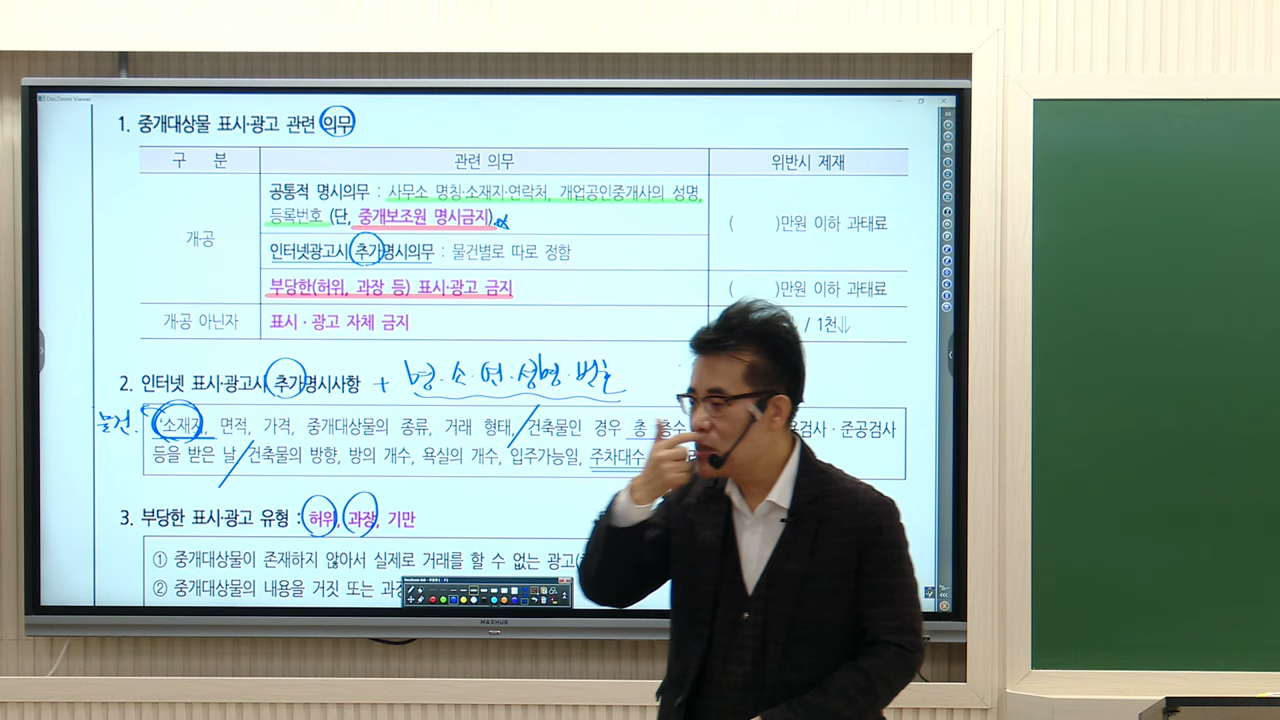 DocZoom Viewer
1. 중개대상물 표시·광고 관련 의무
구 분 관련 의무 위반시 제재
개·공 공통적 명시의무 : 사무소 명칭·소재지·연락처, 개업공인중개사의 성명,
등록번호 (단, 중개보조원 명시금지) ( )만원 이하 과태료
인터넷광고시 추가명시의무 : 물건별로 따로 정함
부당한(허위, 과장 등) 표시·광고 금지 ( )만원 이하 과태료
개·공 아닌자 표시·광고 자체 금지 / 1천⇓
2. 인터넷 표시·광고시 추가명시사항 + 명·소·연·성명·번호
물건. 소재지, 면적, 가격, 중개대상물의 종류, 거래 형태, 건축물인 경우 총 층수 용검사·준공검사
등을 받은 날, 건축물의 방향, 방의 개수, 욕실의 개수, 입주가능일, 주차대수
3. 부당한 표시·광고 유형 : 허위, 과장, 기만
① 중개대상물이 존재하지 않아서 실제로 거래를 할 수 없는 광고
② 중개대상물의 내용을 거짓 또는 과장
MAXHUB